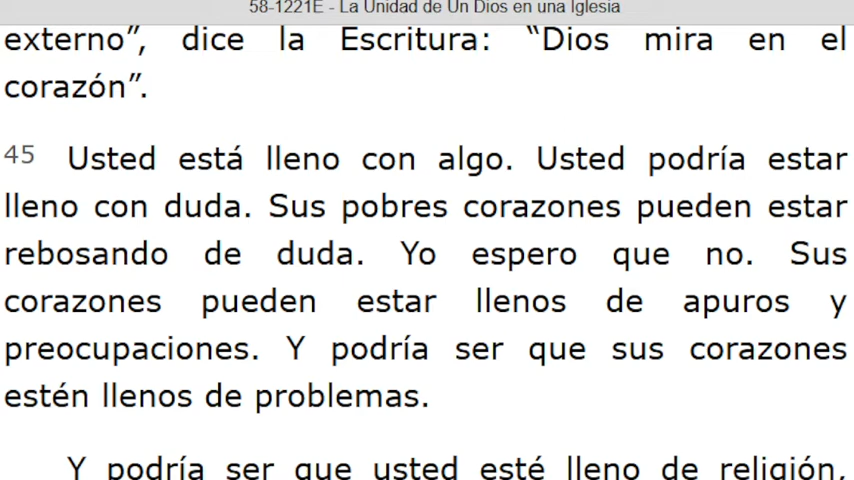 58-1221E - La Unidad de Un Dios en una Iglesia
externo”, dice la Escritura: “Dios mira en el
corazón”.
45 Usted está lleno con algo. Usted podría estar
lleno con duda. Sus pobres corazones pueden estar
rebosando de duda. Yo espero que no. Sus
corazones pueden estar llenos de apuros y
preocupaciones. Y podría ser que sus corazones
estén llenos de problemas.
Y podría ser que usted esté lleno de religión,